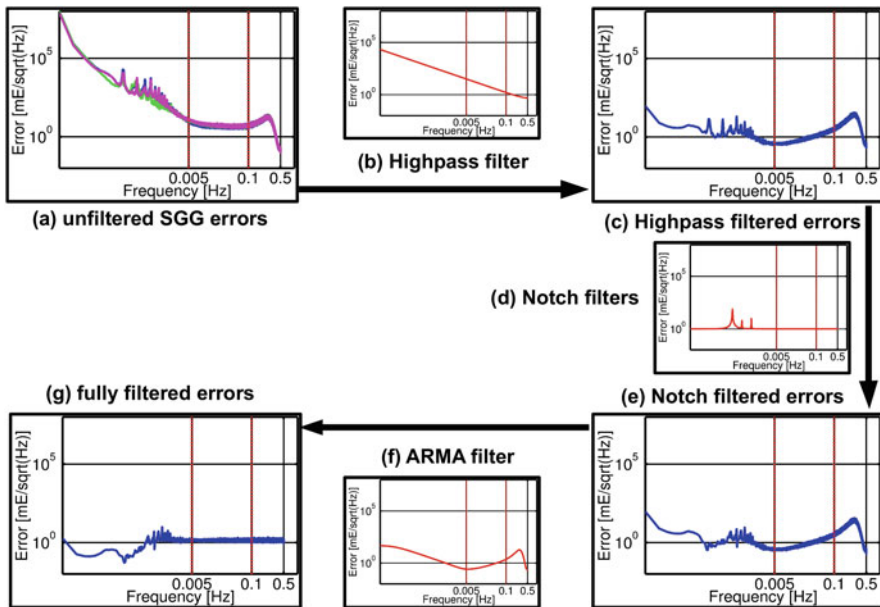 Error [mE/sqrt(Hz)]
10^5
10^0
0.005
0.1
0.5
Frequency [Hz]
(a) unfiltered SGG errors
Error [mE/sqrt(Hz)]
10^5
10^0
0.005
0.1
0.5
Frequency [Hz]
(b) Highpass filter
Error [mE/sqrt(Hz)]
10^5
10^0
0.005
0.1
0.5
Frequency [Hz]
(c) Highpass filtered errors
(d) Notch filters
Error [mE/sqrt(Hz)]
10^5
10^0
0.005
0.1
0.5
Frequency [Hz]
(e) Notch filtered errors
Error [mE/sqrt(Hz)]
10^5
10^0
0.005
0.1
0.5
Frequency [Hz]
(f) ARMA filter
Error [mE/sqrt(Hz)]
10^5
10^0
0.005
0.1
0.5
Frequency [Hz]
(g) fully filtered errors
Error [mE/sqrt(Hz)]
10^5
10^0
0.005
0.1
0.5
Frequency [Hz]